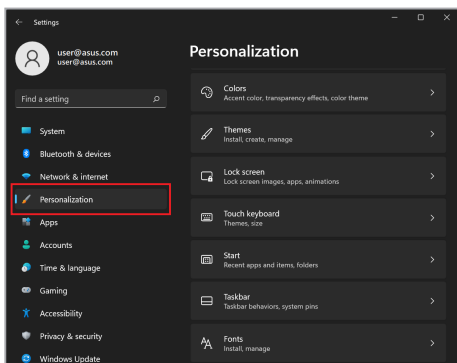 Settings
user@asus.com
user@asus.com
Find a setting
System
Bluetooth & devices
Network & internet
Personalization
Apps
Accounts
Time & language
Gaming
Accessibility
Privacy & security
Windows Update
Personalization
Colors
Accent color, transparency effects, color theme
Themes
Install, create, manage
Lock screen
Lock screen images, apps, animations
Touch keyboard
Themes, size
Start
Recent apps and items, folders
Taskbar
Taskbar behaviors, system pins
Fonts
Install, manage